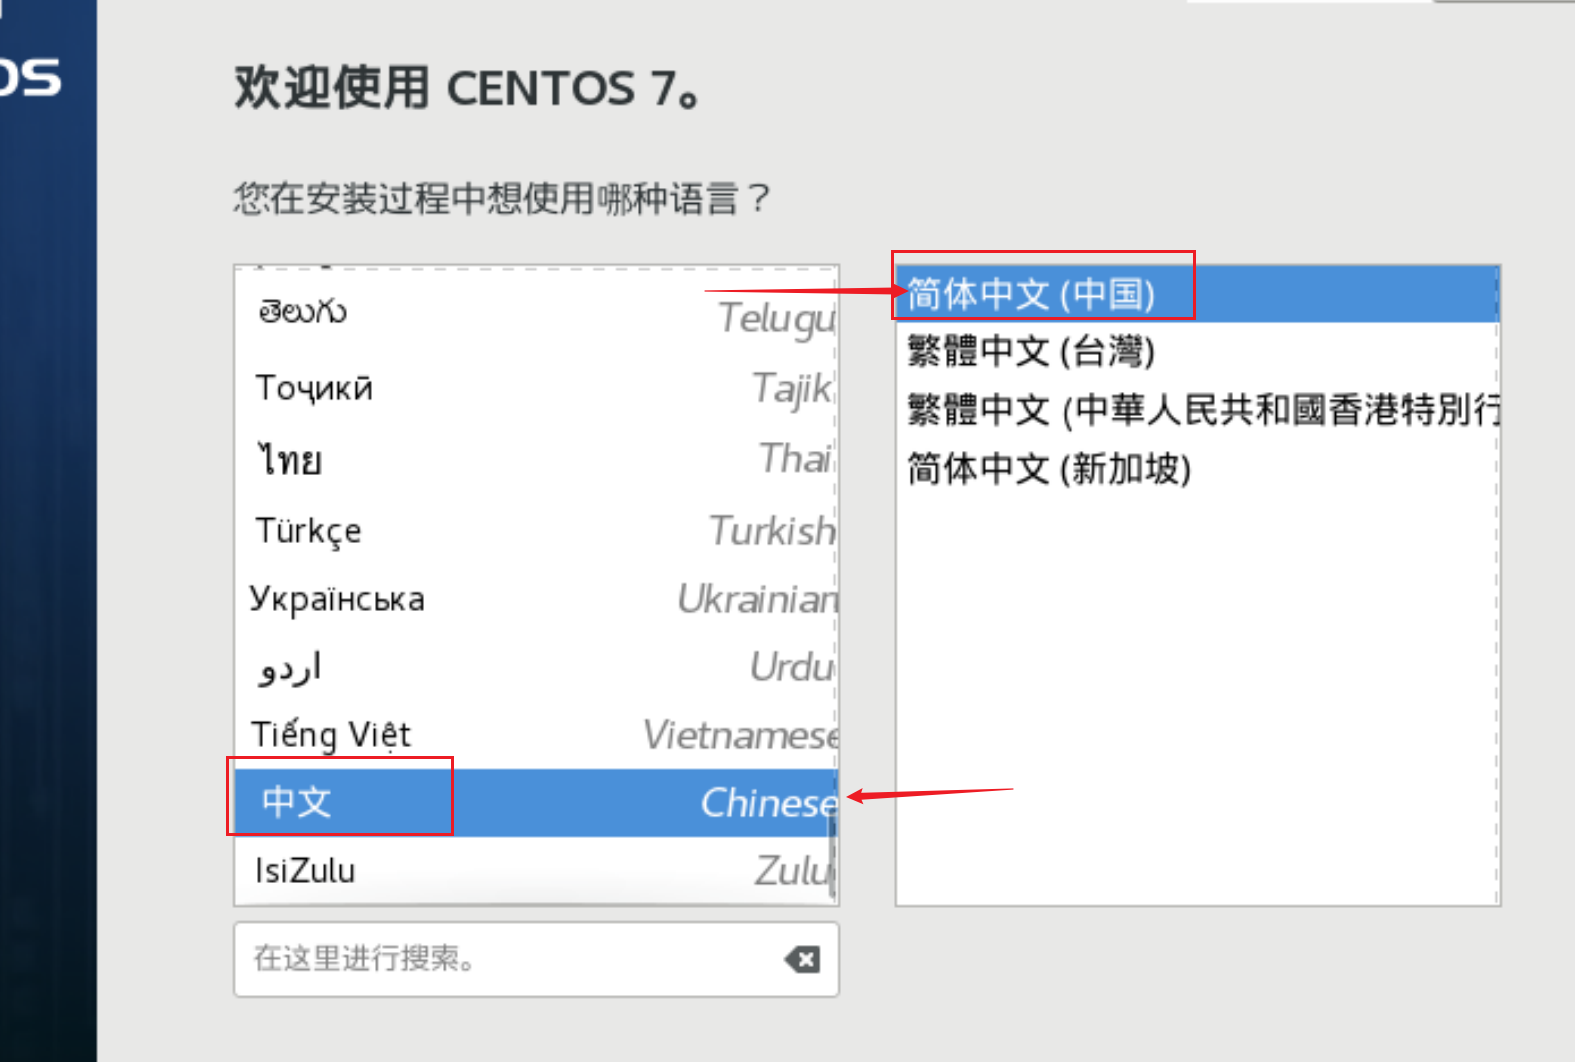 OS
欢迎使用 CENTOS 7。
您在安装过程中想使用哪种语言？
తెలుగు Telugu
Тоҷикӣ Tajik
ไทย Thai
Türkçe Turkish
Українська Ukrainian
اردو Urdu
Tiếng Việt Vietnamese
中文 Chinese
IsiZulu Zulu
在这里进行搜索。
简体中文 (中国)
繁體中文 (台灣)
繁體中文 (中華人民共和國香港特別行
简体中文 (新加坡)